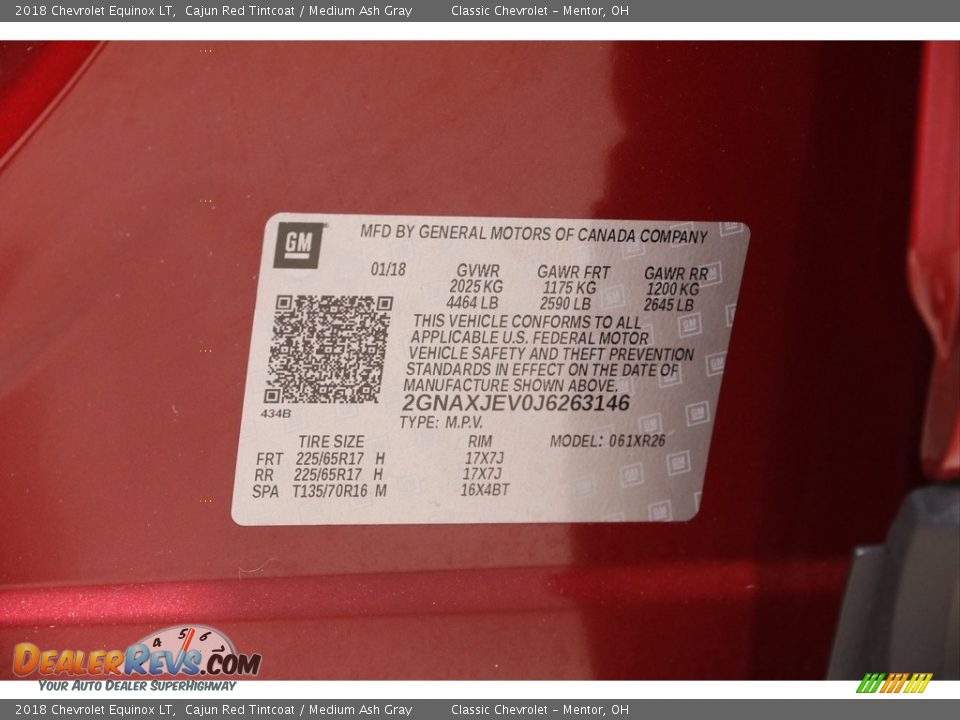 2018 Chevrolet Equinox LT, Cajun Red Tintcoat / Medium Ash Gray Classic Chevrolet – Mentor, OH
GM
MFD BY GENERAL MOTORS OF CANADA COMPANY
01/18 GVWR GAWR FRT GAWR RR
2025 KG 1175 KG 1200 KG
4464 LB 2590 LB 2645 LB
THIS VEHICLE CONFORMS TO ALL
APPLICABLE U.S. FEDERAL MOTOR
VEHICLE SAFETY AND THEFT PREVENTION
STANDARDS IN EFFECT ON THE DATE OF
MANUFACTURE SHOWN ABOVE.
2GNAXJEV0J6263146
434B
TYPE: M.P.V.
TIRE SIZE RIM MODEL: 061XR26
FRT 225/65R17 H 17X7J
RR 225/65R17 H 17X7J
SPA T135/70R16 M 16X4BT
4 5 6
DEALERREVS.COM
YOUR AUTO DEALER SUPERHIGHWAY
2018 Chevrolet Equinox LT, Cajun Red Tintcoat / Medium Ash Gray Classic Chevrolet – Mentor, OH